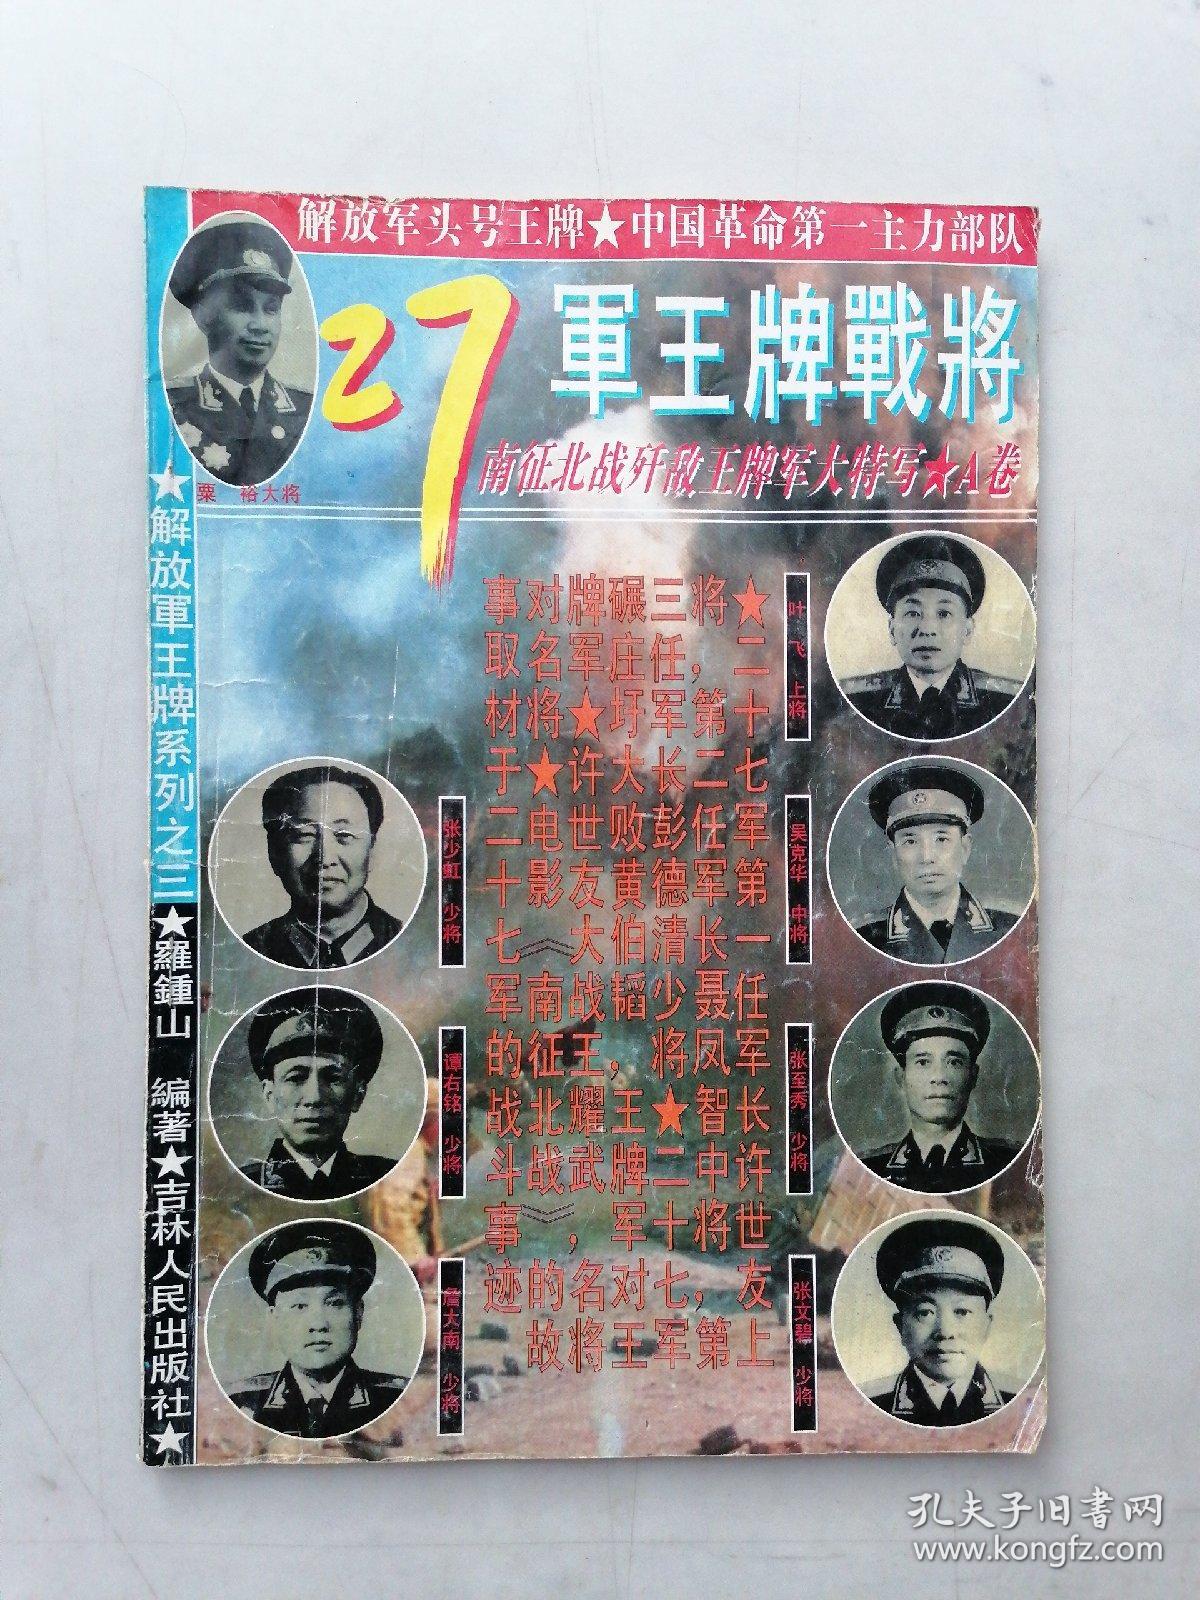 解放军头号王牌★中国革命第一主力部队
27
軍王牌戰將
南征北战歼敌王牌军大特写★A卷
粟 裕大将
★解放軍王牌系列之三★羅鍾山 編著★吉林人民出版社★
★二十七军第一任军长许世友上
将，第二任军长聂凤智中将，第
三任军长彭德清少将★二十七军
碾庄圩大败黄伯韬，王牌军对王
牌军★许世友大战王耀武，名将
对名将★电影《南征北战》的故
事取材于二十七军的战斗事迹
叶 飞 上将
吴克华 中将
张至秀 少将
张文碧 少将
张少虹 少将
谭右铭 少将
詹大南 少将
孔夫子旧书网
www.kongfz.com